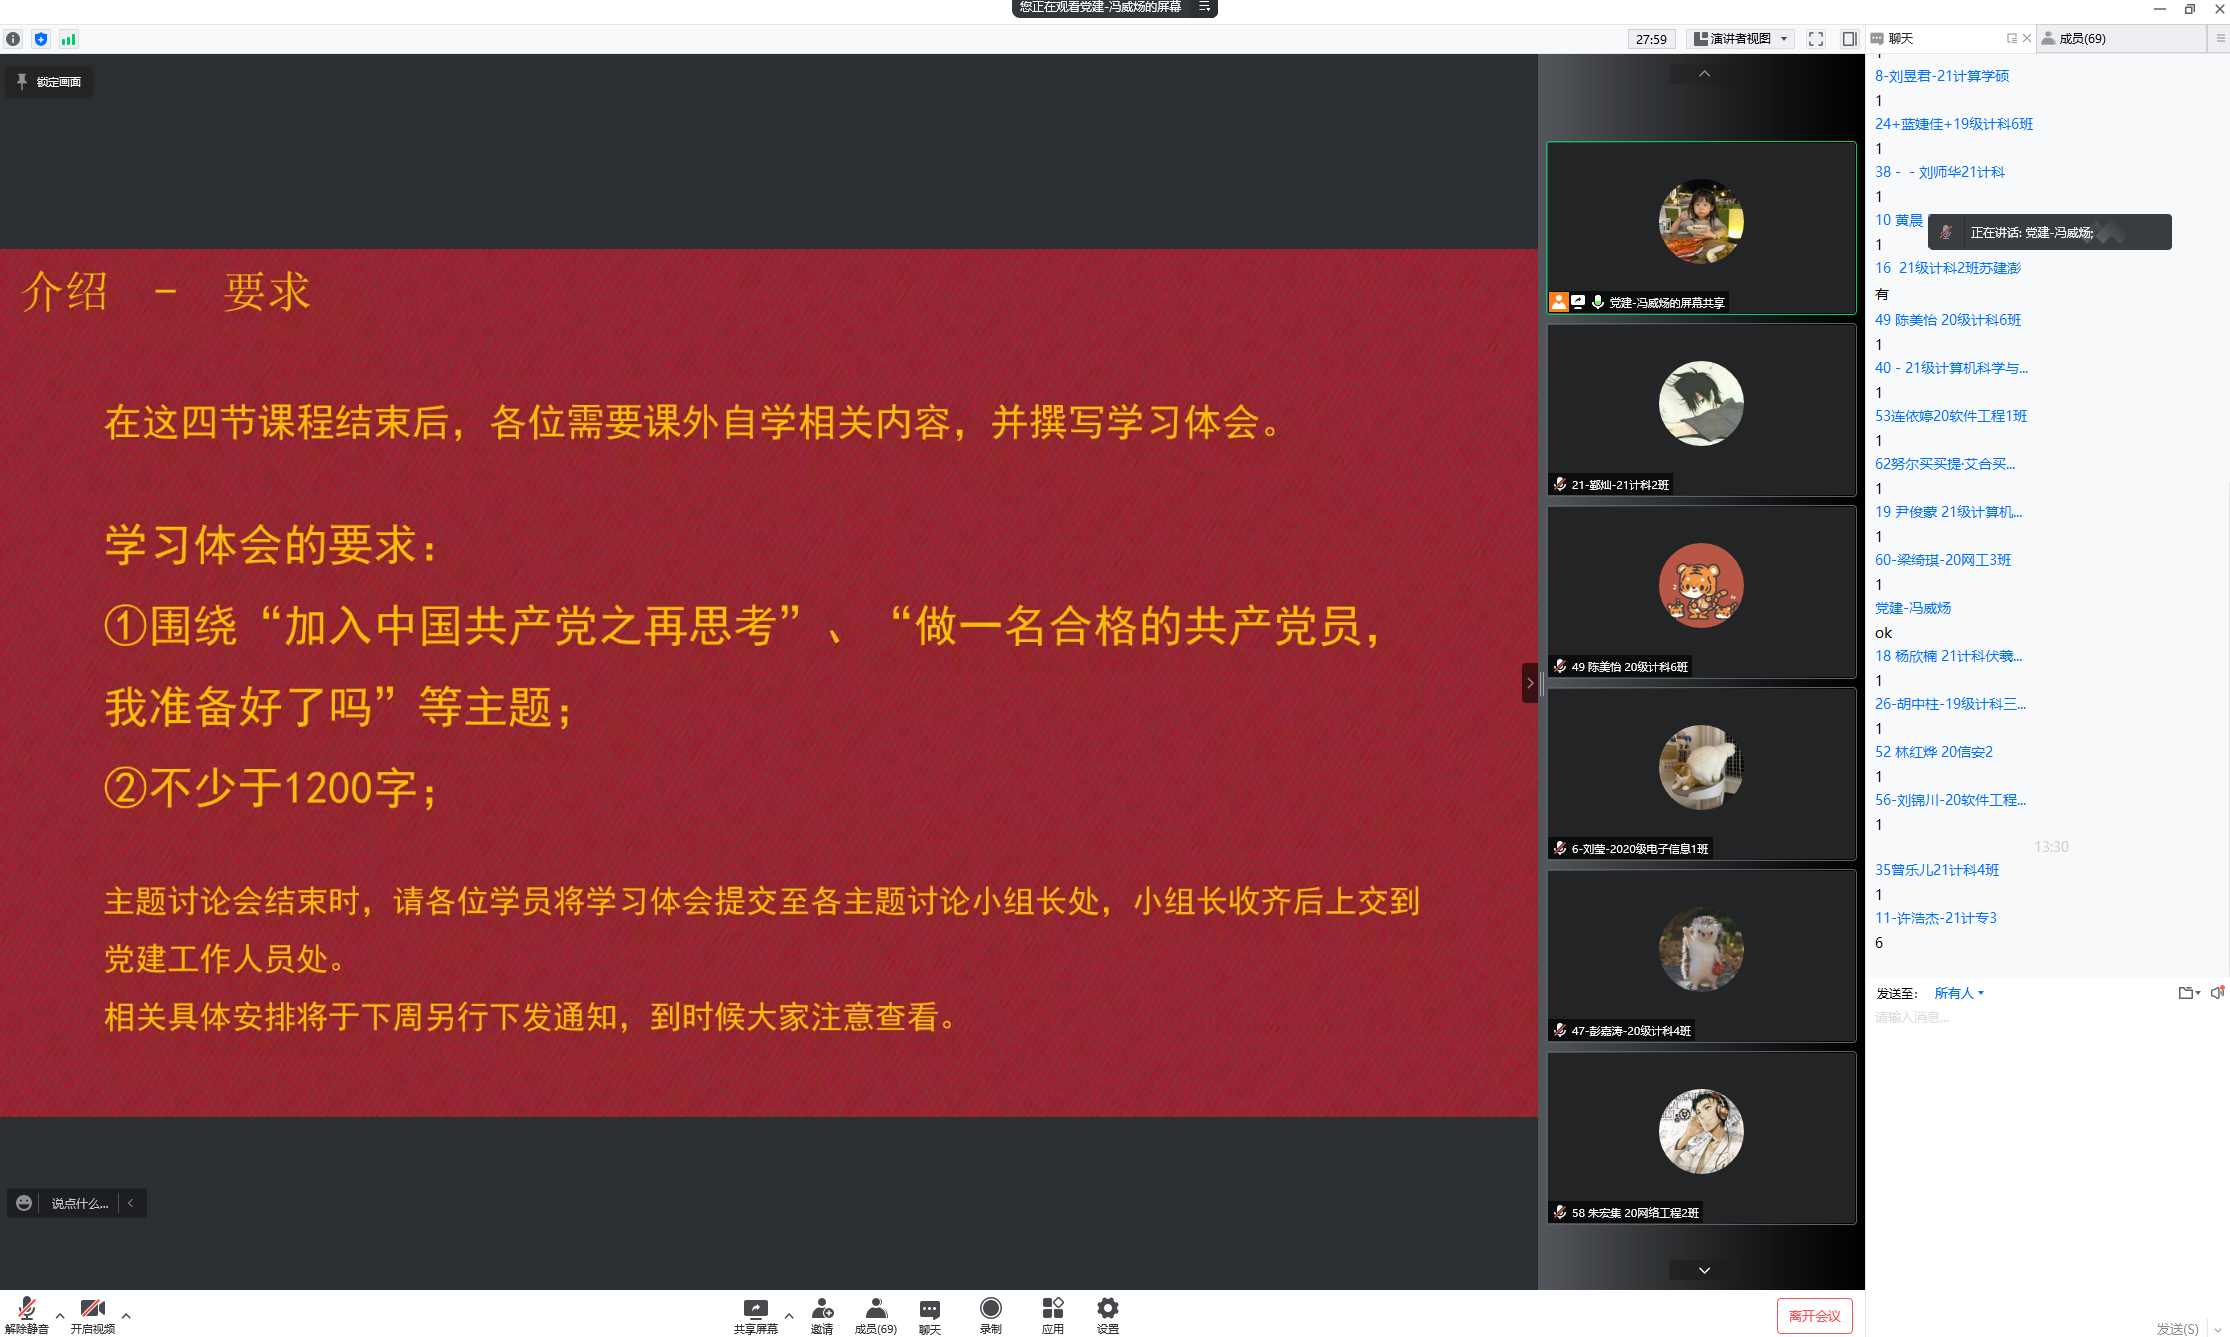 您正在观看党建-冯威炀的屏幕
27:59
演讲者视图
聊天
成员(69)
锁定画面
介绍 － 要求
在这四节课程结束后，各位需要课外自学相关内容，并撰写学习体会。
学习体会的要求：
①围绕“加入中国共产党之再思考”、“做一名合格的共产党员，
我准备好了吗”等主题；
②不少于1200字；
主题讨论会结束时，请各位学员将学习体会提交至各主题讨论小组长处，小组长收齐后上交到
党建工作人员处。
相关具体安排将于下周另行下发通知，到时候大家注意查看。
说点什么...
党建-冯威炀的屏幕共享
21-鄞灿-21计科2班
49 陈美怡 20级计科6班
6-刘莹-2020级电子信息1班
47-彭嘉涛-20级计科4班
58 朱宏集 20网络工程2班
8-刘昱君-21计算学硕
1
24+蓝婕佳+19级计科6班
1
38 - - 刘师华21计科
1
10 黄晨
正在讲话: 党建-冯威炀;
1
16 21级计科2班苏建澎
有
49 陈美怡 20级计科6班
1
40 - 21级计算机科学与...
1
53连依婷20软件工程1班
1
62努尔买买提·艾合买...
1
19 尹俊蒙 21级计算机...
1
60-梁绮琪-20网工3班
1
党建-冯威炀
ok
18 杨欣楠 21计科伏羲...
1
26-胡中柱-19级计科三...
1
52 林红烨 20信安2
1
56-刘锦川-20软件工程...
1
13:30
35曾乐儿21计科4班
1
11-许浩杰-21计专3
6
发送至：
所有人
请输入消息...
解除静音
开启视频
共享屏幕
邀请
成员(69)
聊天
录制
应用
设置
离开会议
发送(S)